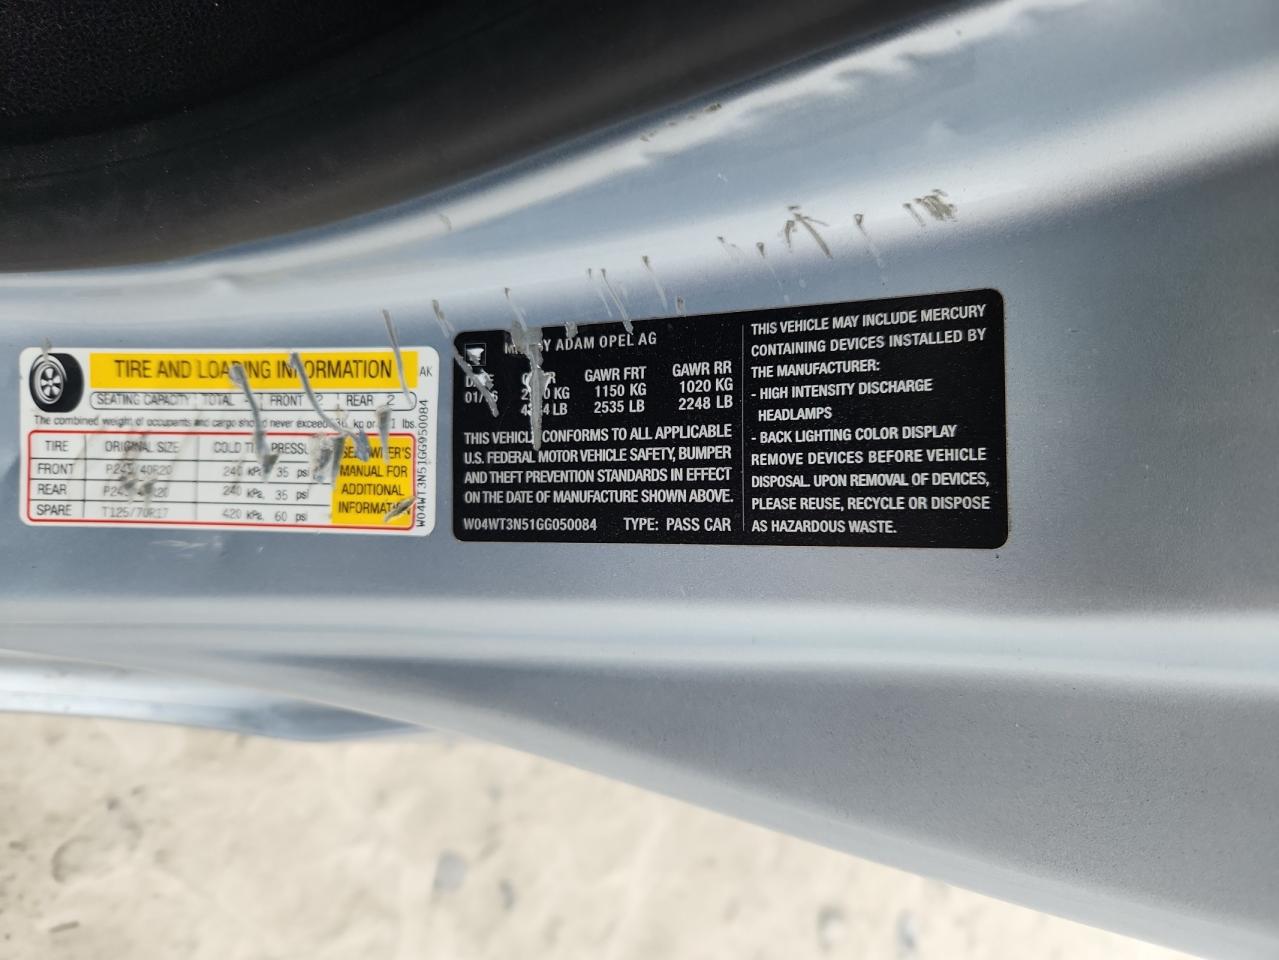 TIRE AND LOADING INFORMATION
AK
SEATING CAPACITY TOTAL FRONT 2 REAR 2
The combined weight of occupants and cargo should never exceed kg or lbs.
TIRE ORIGINAL SIZE COLD TIRE PRESSURE
FRONT 40R20 240 kPa, 35 psi
REAR 240 kPa, 35 psi
SPARE T125/70R17 420 kPa, 60 psi
SEE OWNER'S
MANUAL FOR
ADDITIONAL
INFORMATION
W04WT3N51GG050084
BY ADAM OPEL AG
DATE GVWR GAWR FRT GAWR RR
KG 1150 KG 1020 KG
LB 2535 LB 2248 LB
THIS VEHICLE CONFORMS TO ALL APPLICABLE
U.S. FEDERAL MOTOR VEHICLE SAFETY, BUMPER
AND THEFT PREVENTION STANDARDS IN EFFECT
ON THE DATE OF MANUFACTURE SHOWN ABOVE.
W04WT3N51GG050084 TYPE: PASS CAR
THIS VEHICLE MAY INCLUDE MERCURY
CONTAINING DEVICES INSTALLED BY
THE MANUFACTURER:
- HIGH INTENSITY DISCHARGE
HEADLAMPS
- BACK LIGHTING COLOR DISPLAY
REMOVE DEVICES BEFORE VEHICLE
DISPOSAL. UPON REMOVAL OF DEVICES,
PLEASE REUSE, RECYCLE OR DISPOSE
AS HAZARDOUS WASTE.